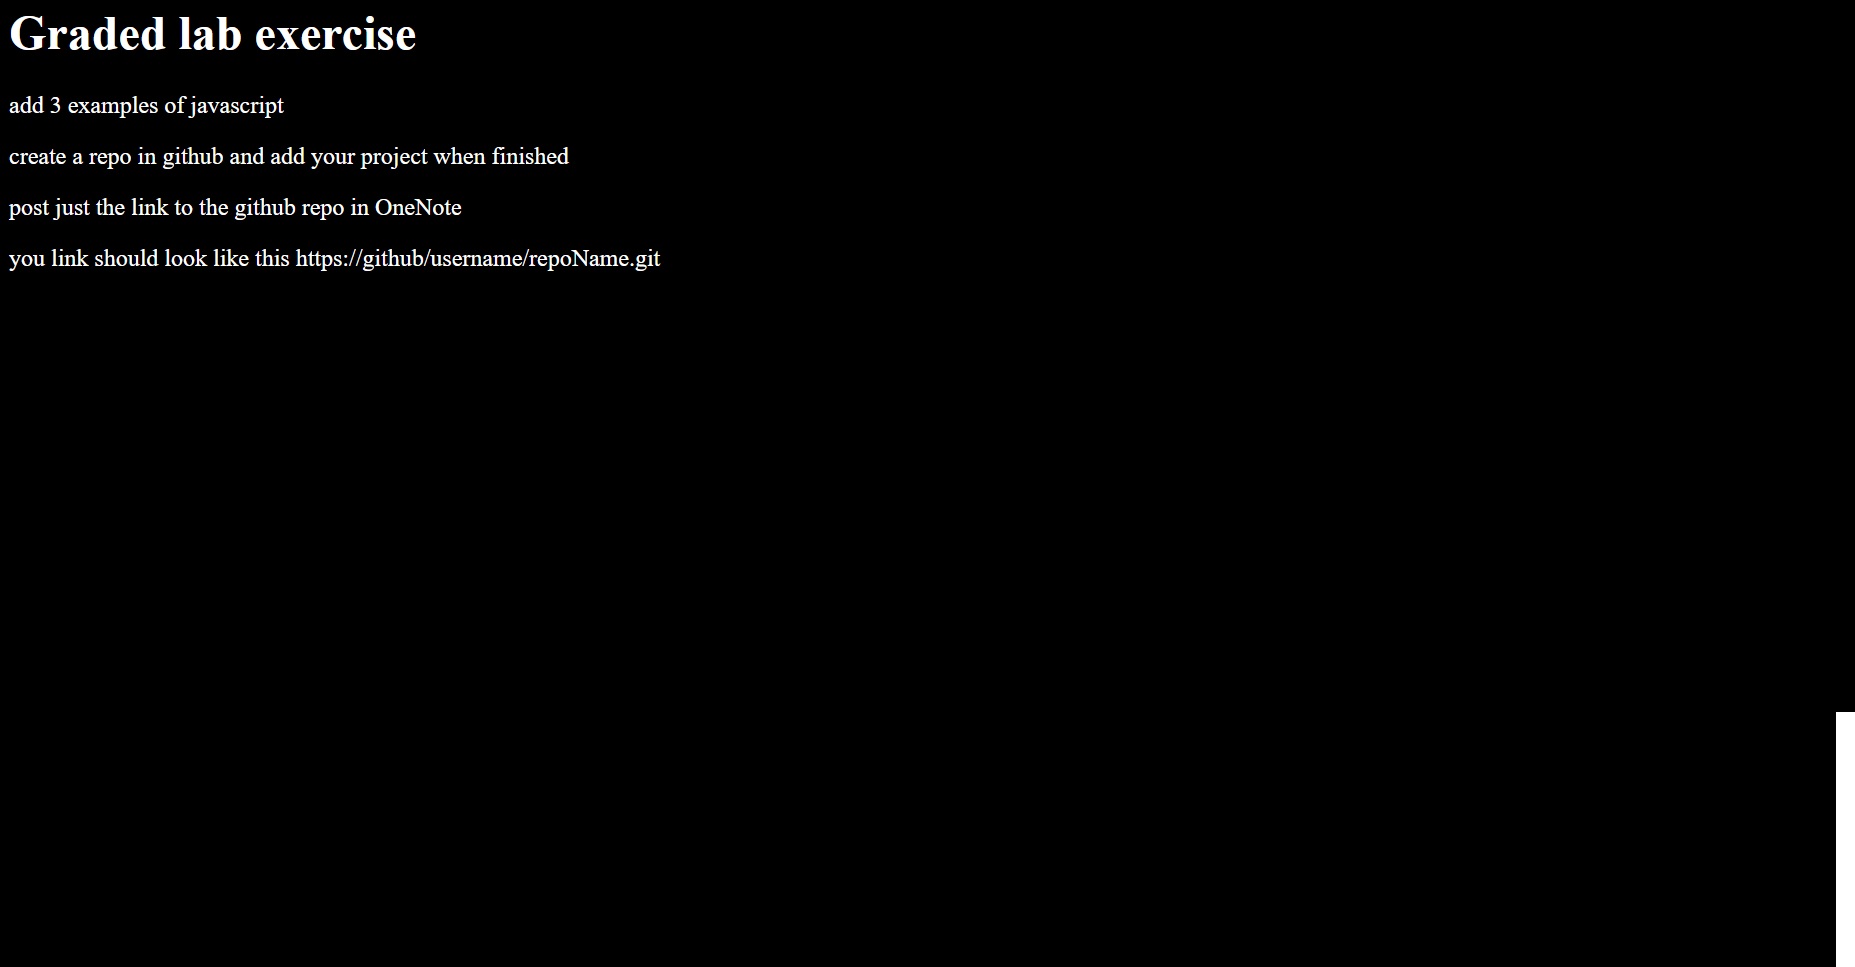 Graded lab exercise
add 3 examples of javascript
create a repo in github and add your project when finished
post just the link to the github repo in OneNote
you link should look like this https://github/username/repoName.git